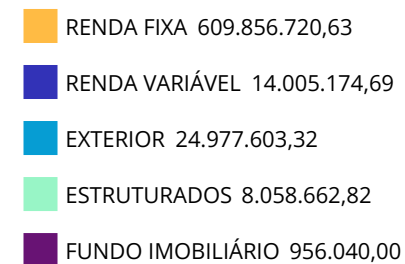 RENDA FIXA 609.856.720,63
RENDA VARIÁVEL 14.005.174,69
EXTERIOR 24.977.603,32
ESTRUTURADOS 8.058.662,82
FUNDO IMOBILIÁRIO 956.040,00